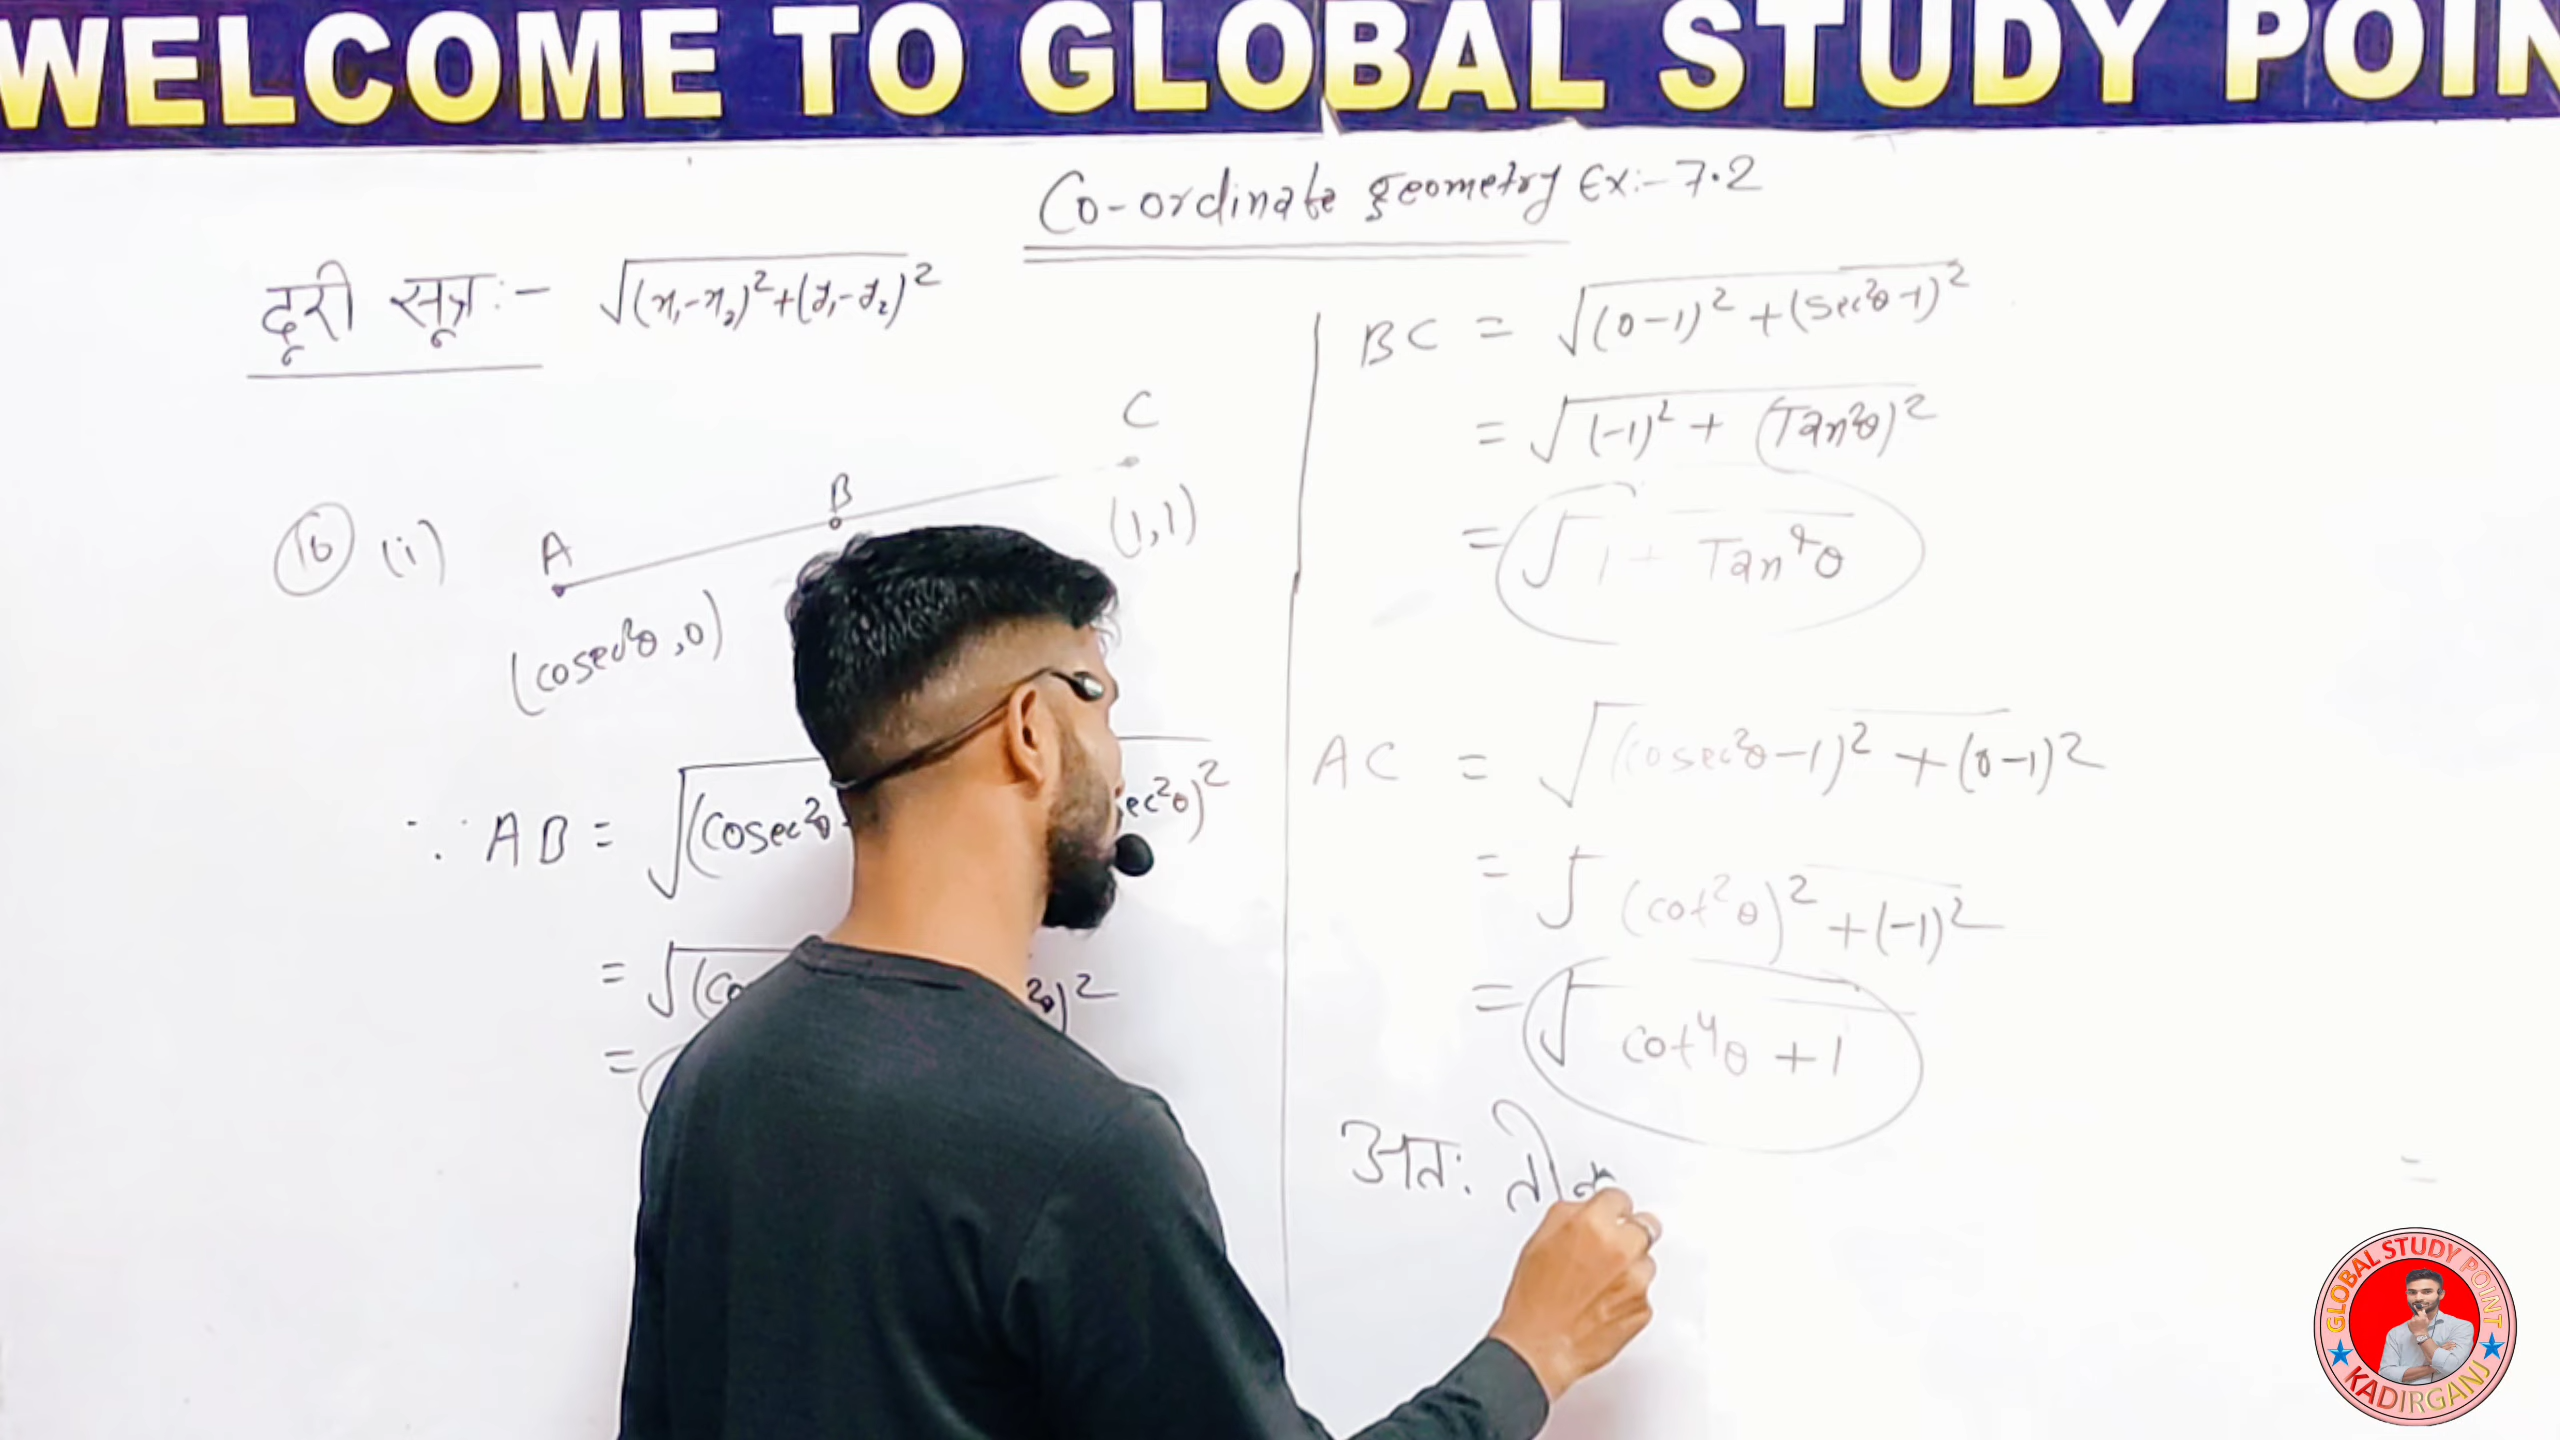 WELCOME TO GLOBAL STUDY POIN
Co-ordinate geometry Ex:- 7.2
दूरी सूत्र :- √(x₁-x₂)²+(y₁-y₂)²
16 (i)
A
B
C
(cosec²θ, 0)
(1,1)
∵ AB = √(Cosec²θ ec²θ)²
= √(Co ²θ)²
=
BC = √(0-1)² + (Sec²θ-1)²
= √(-1)² + (Tan²θ)²
= √1 + Tan⁴θ
AC = √(cosec²θ-1)² + (0-1)²
= √(cot²θ)² + (-1)²
= √cot⁴θ + 1
अतः
=
GLOBAL STUDY POINT
KADIRGANJ